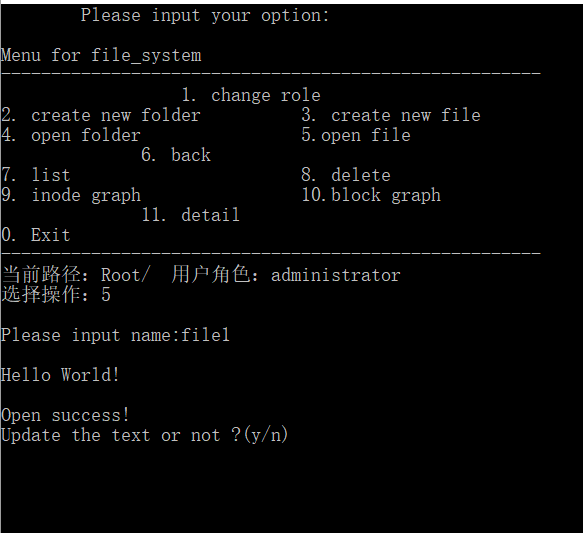 Please input your option:
Menu for file_system
------------------------------------------------------
1. change role
2. create new folder 3. create new file
4. open folder 5.open file
6. back
7. list 8. delete
9. inode graph 10.block graph
11. detail
0. Exit
------------------------------------------------------
当前路径：Root/ 用户角色：administrator
选择操作：5
Please input name:file1
Hello World!
Open success!
Update the text or not ?(y/n)